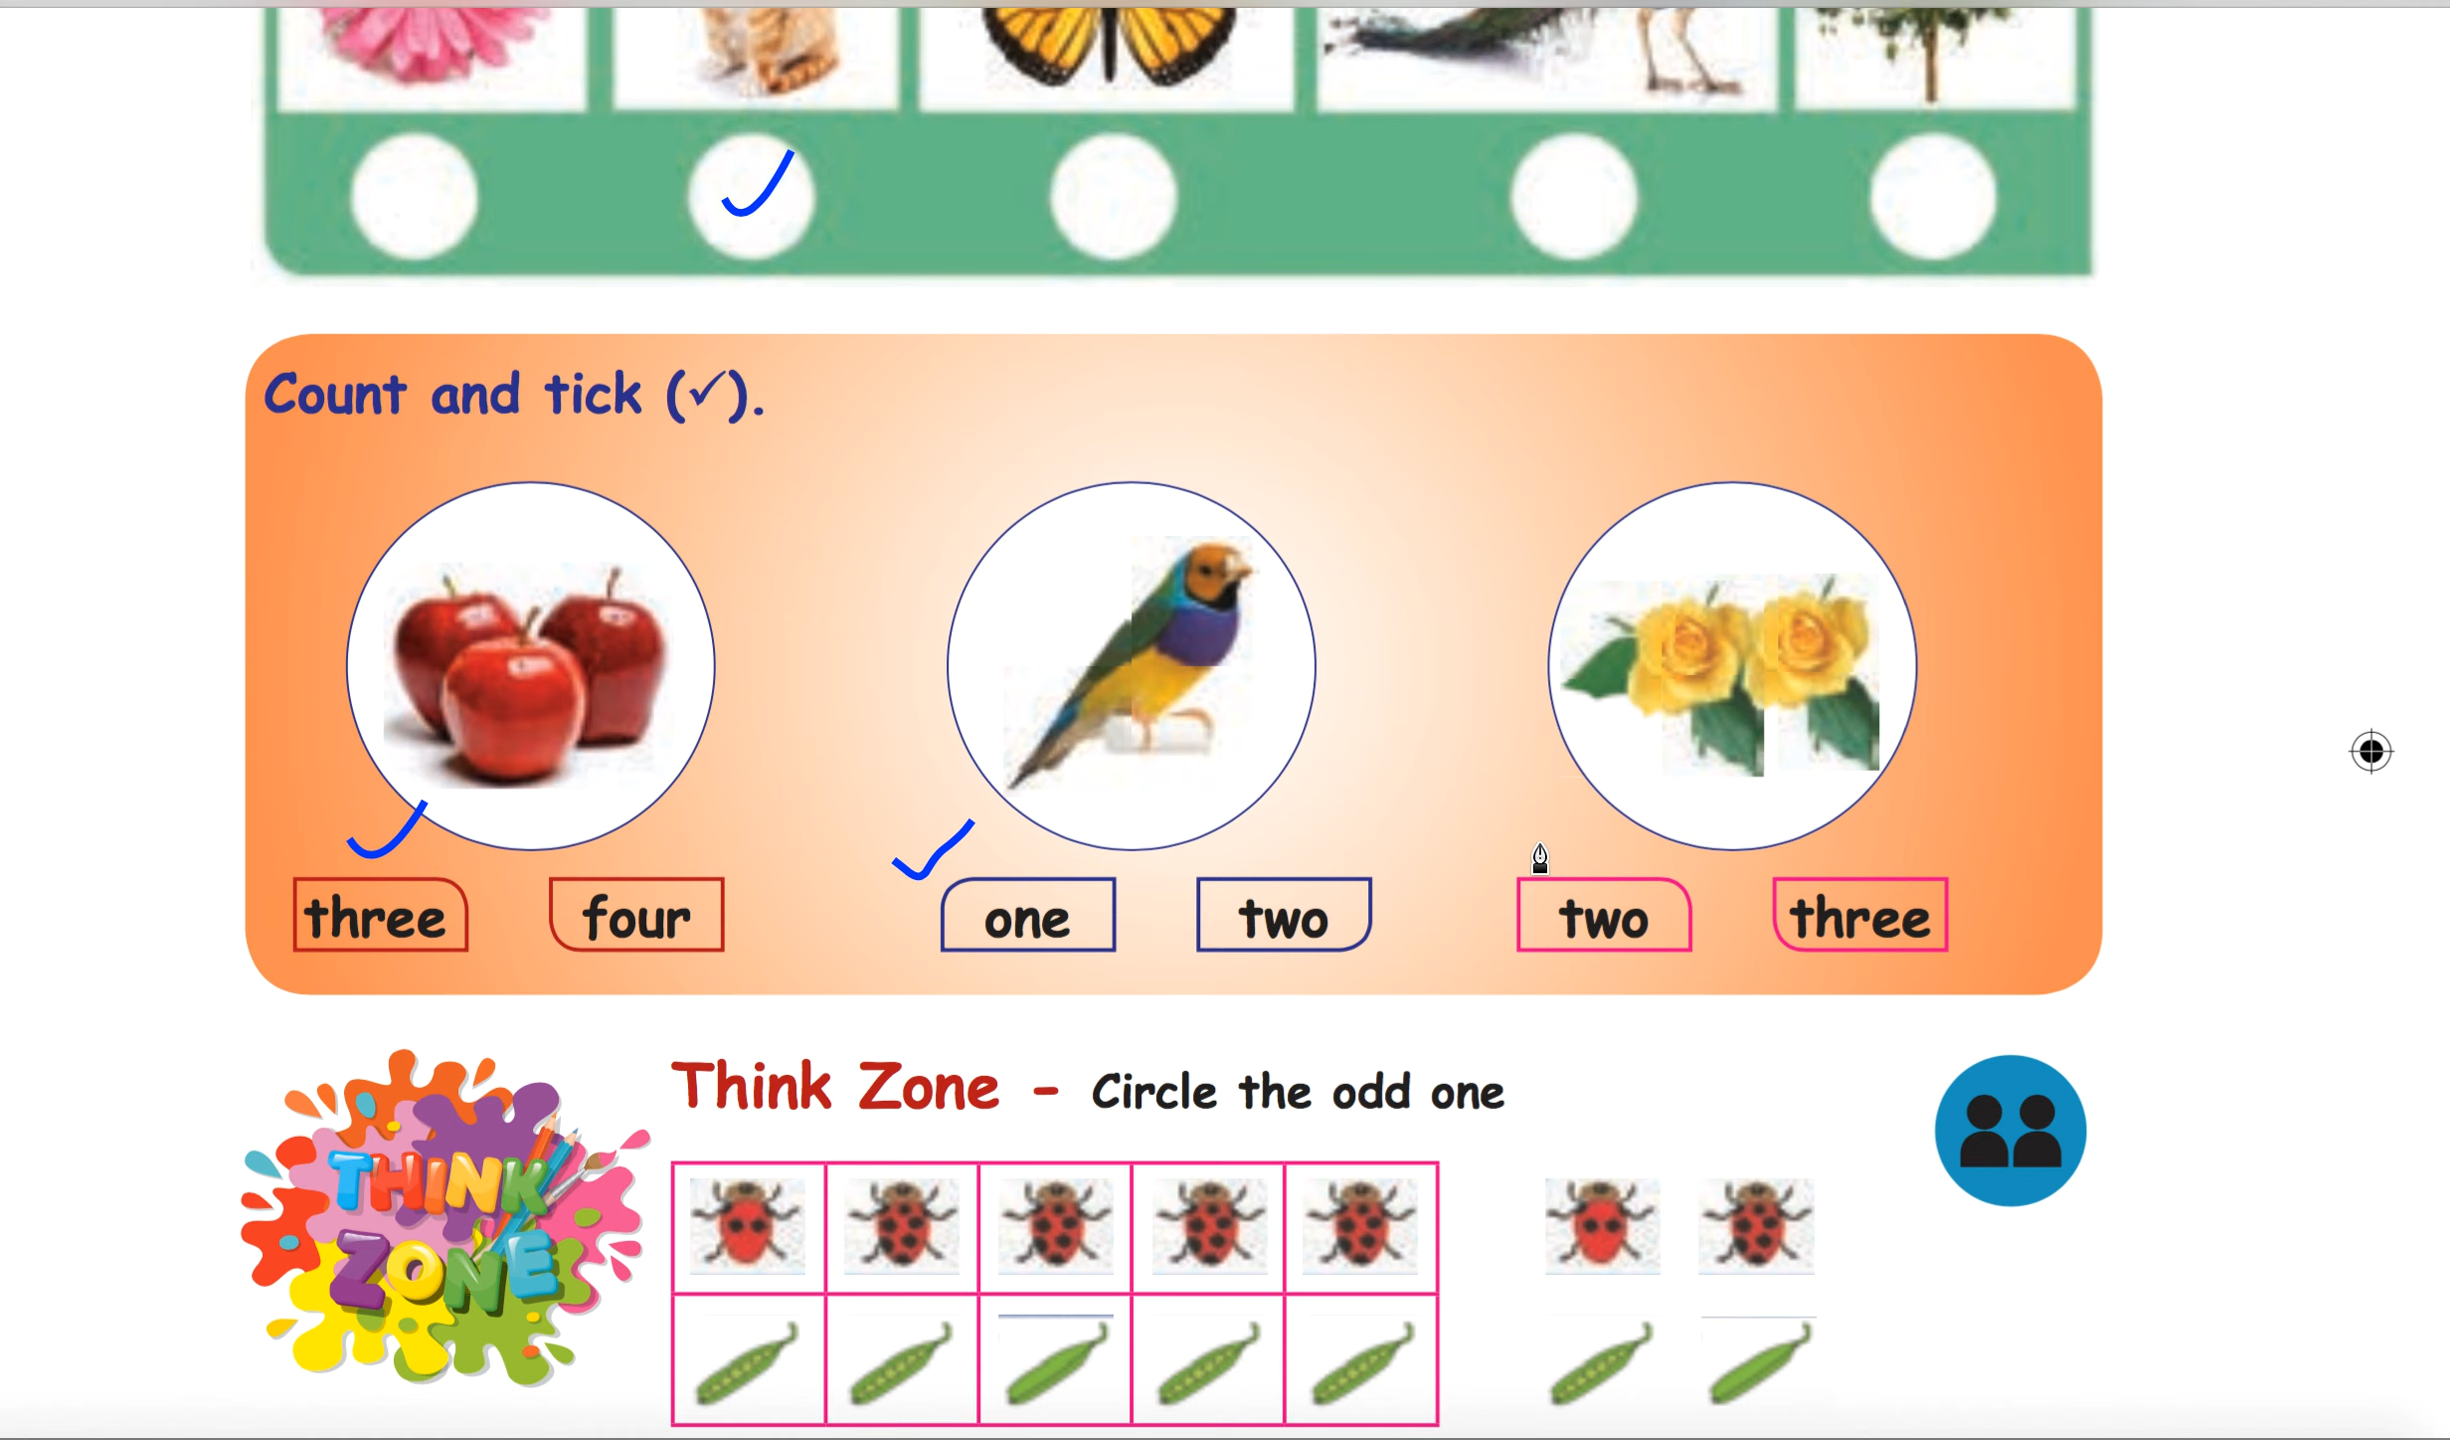 Count and tick (✓).
three four one two two three
Think Zone - Circle the odd one
THINK
ZONE